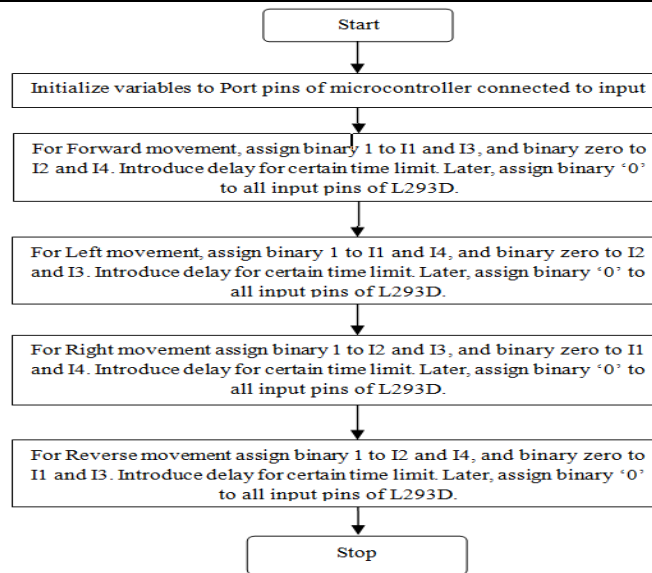 Start
Initialize variables to Port pins of microcontroller connected to input
For Forward movement, assign binary 1 to I1 and I3, and binary zero to
I2 and I4. Introduce delay for certain time limit. Later, assign binary ‘0’
to all input pins of L293D.
For Left movement, assign binary 1 to I1 and I4, and binary zero to I2
and I3. Introduce delay for certain time limit. Later, assign binary ‘0’ to
all input pins of L293D.
For Right movement assign binary 1 to I2 and I3, and binary zero to I1
and I4. Introduce delay for certain time limit. Later, assign binary ‘0’ to
all input pins of L293D.
For Reverse movement assign binary 1 to I2 and I4, and binary zero to
I1 and I3. Introduce delay for certain time limit. Later, assign binary ‘0’
to all input pins of L293D.
Stop